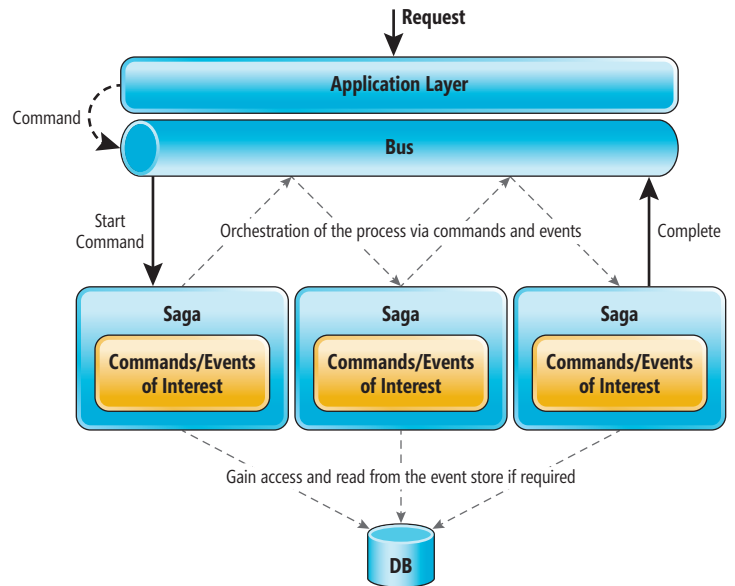 Request
Application Layer
Command
Bus
Start
Command
Orchestration of the process via commands and events
Complete
Saga
Commands/Events
of Interest
Saga
Commands/Events
of Interest
Saga
Commands/Events
of Interest
Gain access and read from the event store if required
DB